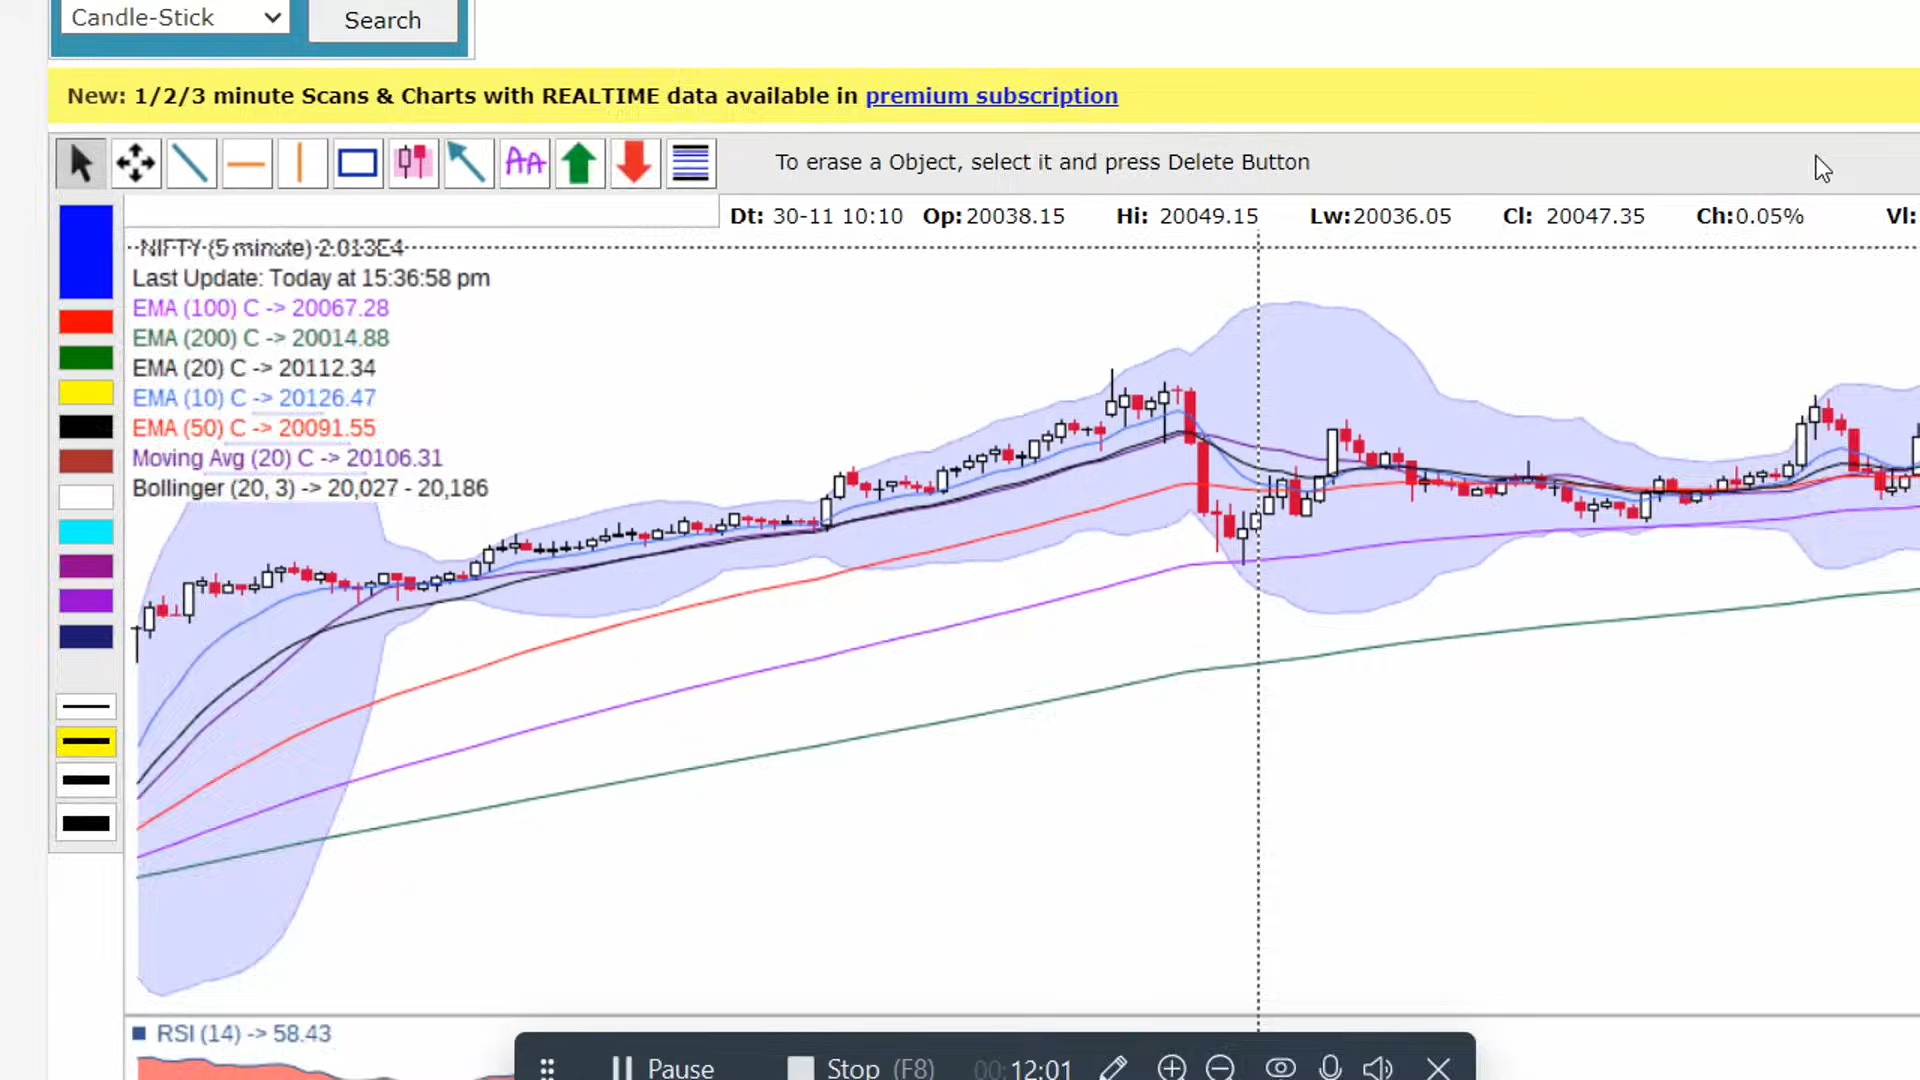 Candle-Stick
Search
New: 1/2/3 minute Scans & Charts with REALTIME data available in premium subscription
AA
To erase a Object, select it and press Delete Button
Dt: 30-11 10:10 Op:20038.15 Hi: 20049.15 Lw:20036.05 Cl: 20047.35 Ch:0.05% Vl:
NIFTY (5 minute) 2.013E4
Last Update: Today at 15:36:58 pm
EMA (100) C -> 20067.28
EMA (200) C -> 20014.88
EMA (20) C -> 20112.34
EMA (10) C -> 20126.47
EMA (50) C -> 20091.55
Moving Avg (20) C -> 20106.31
Bollinger (20, 3) -> 20,027 - 20,186
RSI (14) -> 58.43
Pause
Stop (F8)
00:12:01